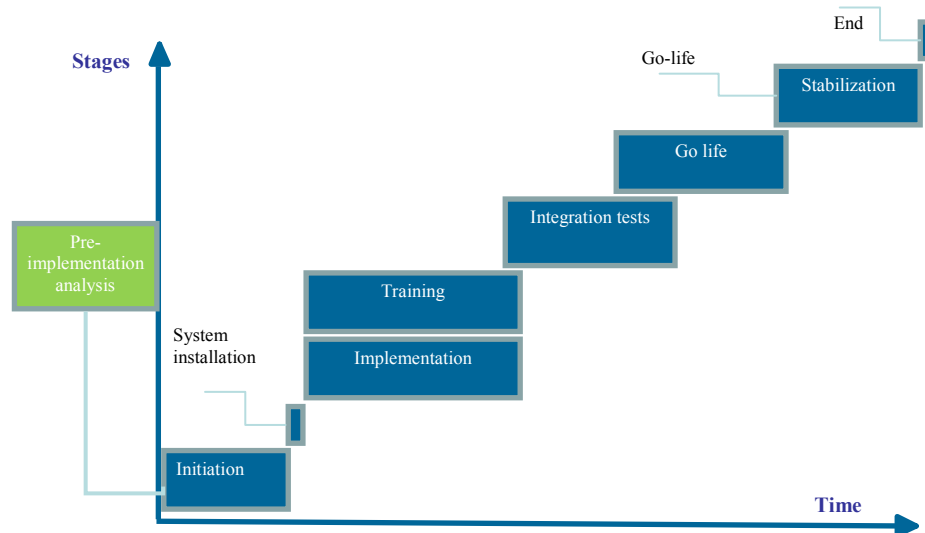 End
Go-life
Stages
Stabilization
Go life
Integration tests
Pre-
implementation
analysis
Training
System
installation
Implementation
Initiation
Time